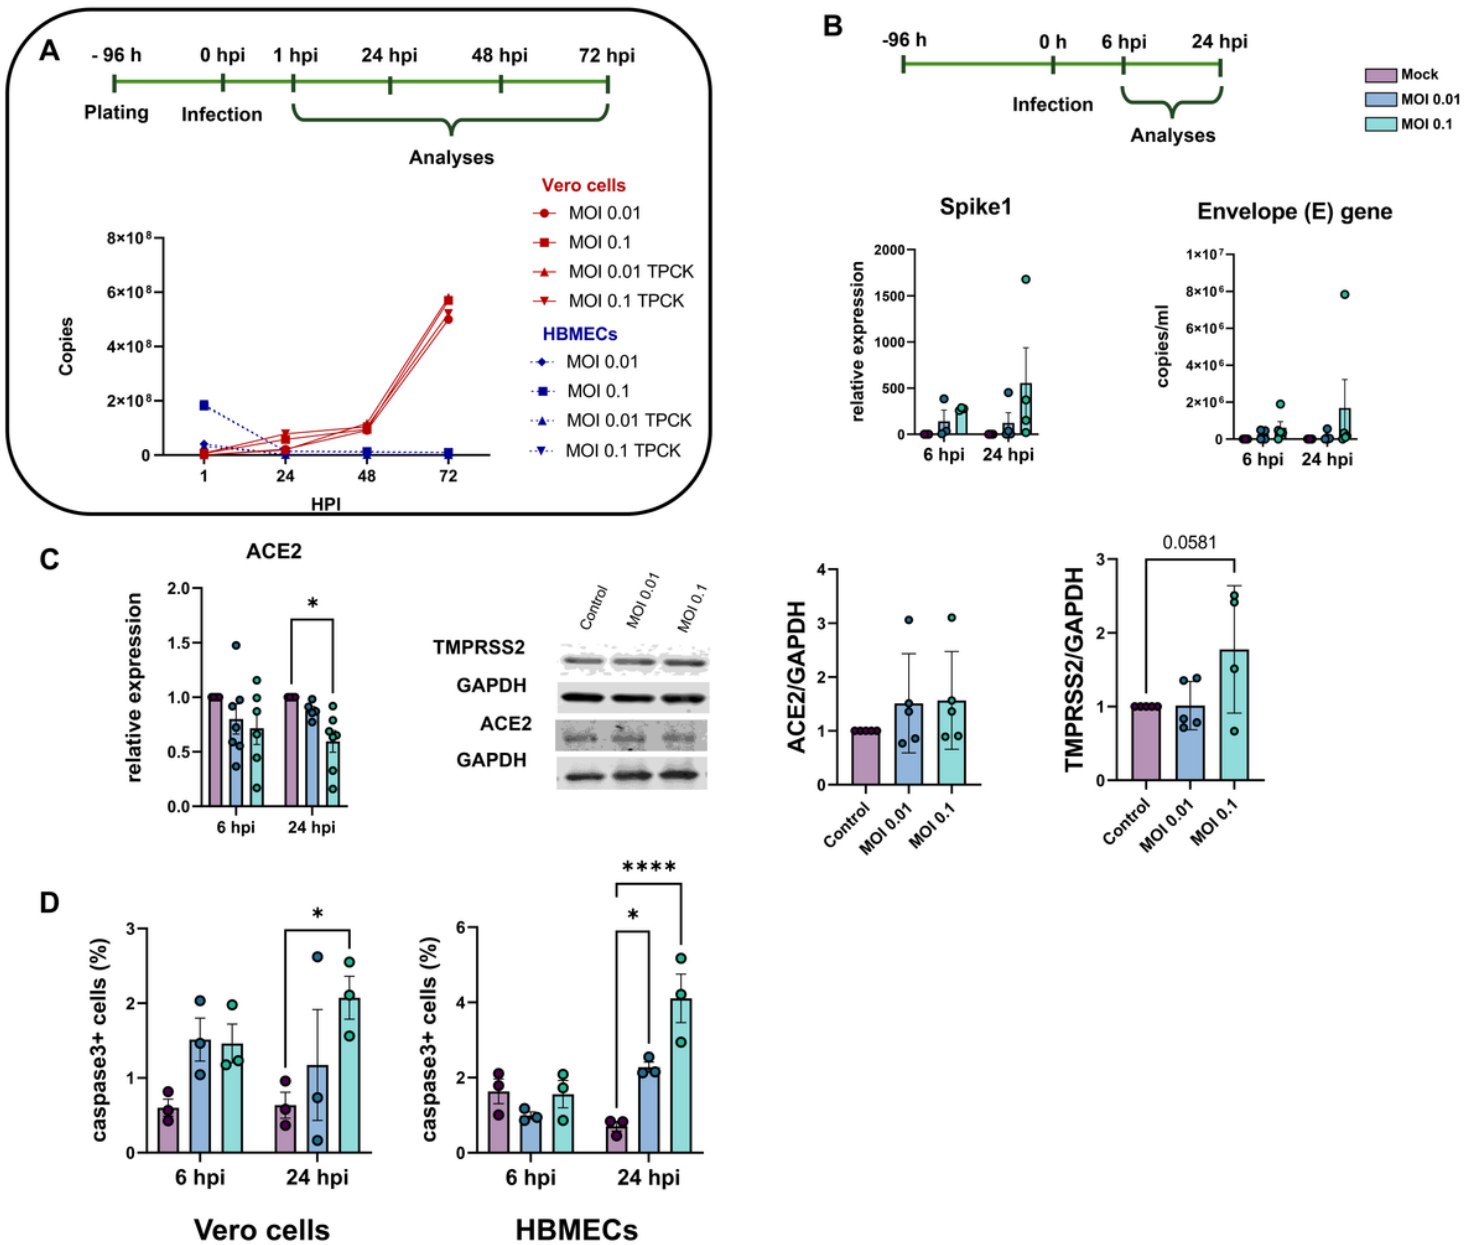 A
- 96 h 0 hpi 1 hpi 24 hpi 48 hpi 72 hpi
Plating Infection
Analyses
Vero cells
MOI 0.01
MOI 0.1
MOI 0.01 TPCK
MOI 0.1 TPCK
HBMECs
MOI 0.01
MOI 0.1
MOI 0.01 TPCK
MOI 0.1 TPCK
Copies
8×10⁸
6×10⁸
4×10⁸
2×10⁸
0
1 24 48 72
HPI
B
-96 h 0 h 6 hpi 24 hpi
Infection
Analyses
Mock
MOI 0.01
MOI 0.1
Spike1
relative expression
2000
1500
1000
500
0
6 hpi 24 hpi
Envelope (E) gene
copies/ml
1×10⁷
8×10⁶
6×10⁶
4×10⁶
2×10⁶
0
6 hpi 24 hpi
C
ACE2
relative expression
2.0
1.5
1.0
0.5
0.0
*
6 hpi 24 hpi
Control MOI 0.01 MOI 0.1
TMPRSS2
GAPDH
ACE2
GAPDH
ACE2/GAPDH
4
3
2
1
0
Control MOI 0.01 MOI 0.1
TMPRSS2/GAPDH
0.0581
3
2
1
0
Control MOI 0.01 MOI 0.1
D
caspase3+ cells (%)
3
2
1
0
*
6 hpi 24 hpi
Vero cells
caspase3+ cells (%)
6
4
2
0
****
*
6 hpi 24 hpi
HBMECs